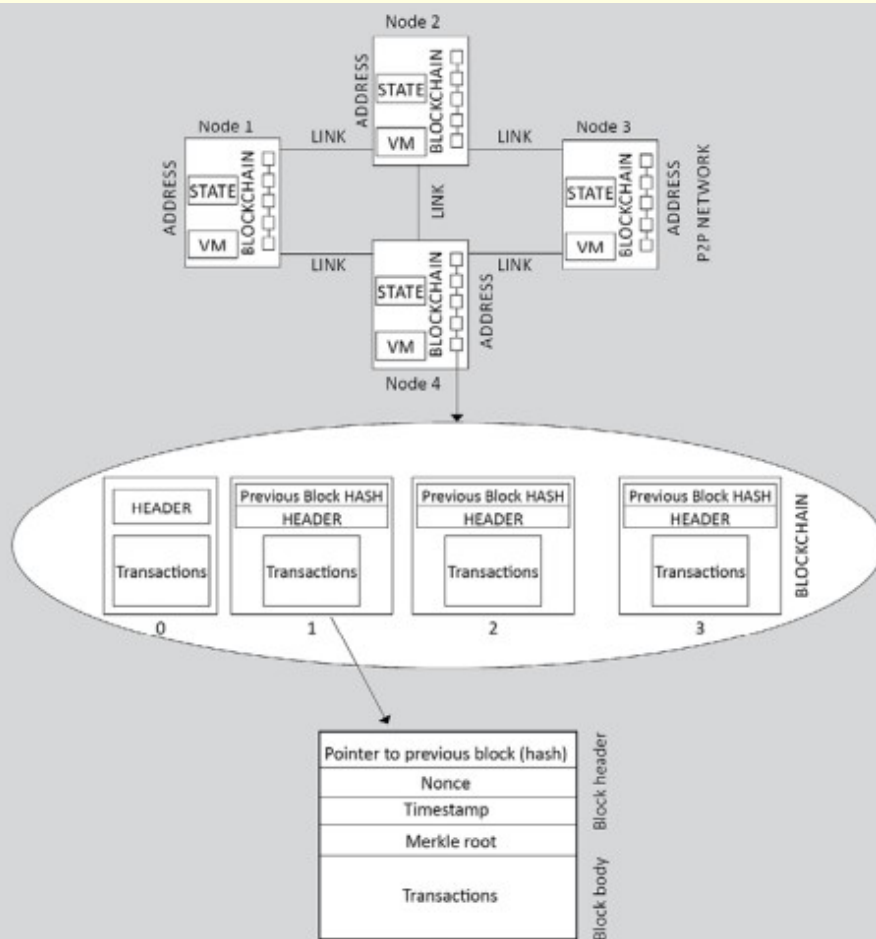 Node 2
ADDRESS
STATE
VM
BLOCKCHAIN
Node 1
ADDRESS
STATE
VM
BLOCKCHAIN
LINK
LINK
Node 3
STATE
VM
BLOCKCHAIN
ADDRESS
P2P NETWORK
LINK
LINK
LINK
STATE
VM
BLOCKCHAIN
ADDRESS
Node 4
HEADER
Transactions
0
Previous Block HASH
HEADER
Transactions
1
Previous Block HASH
HEADER
Transactions
2
Previous Block HASH
HEADER
Transactions
3
BLOCKCHAIN
Pointer to previous block (hash)
Nonce
Timestamp
Merkle root
Block header
Transactions
Block body